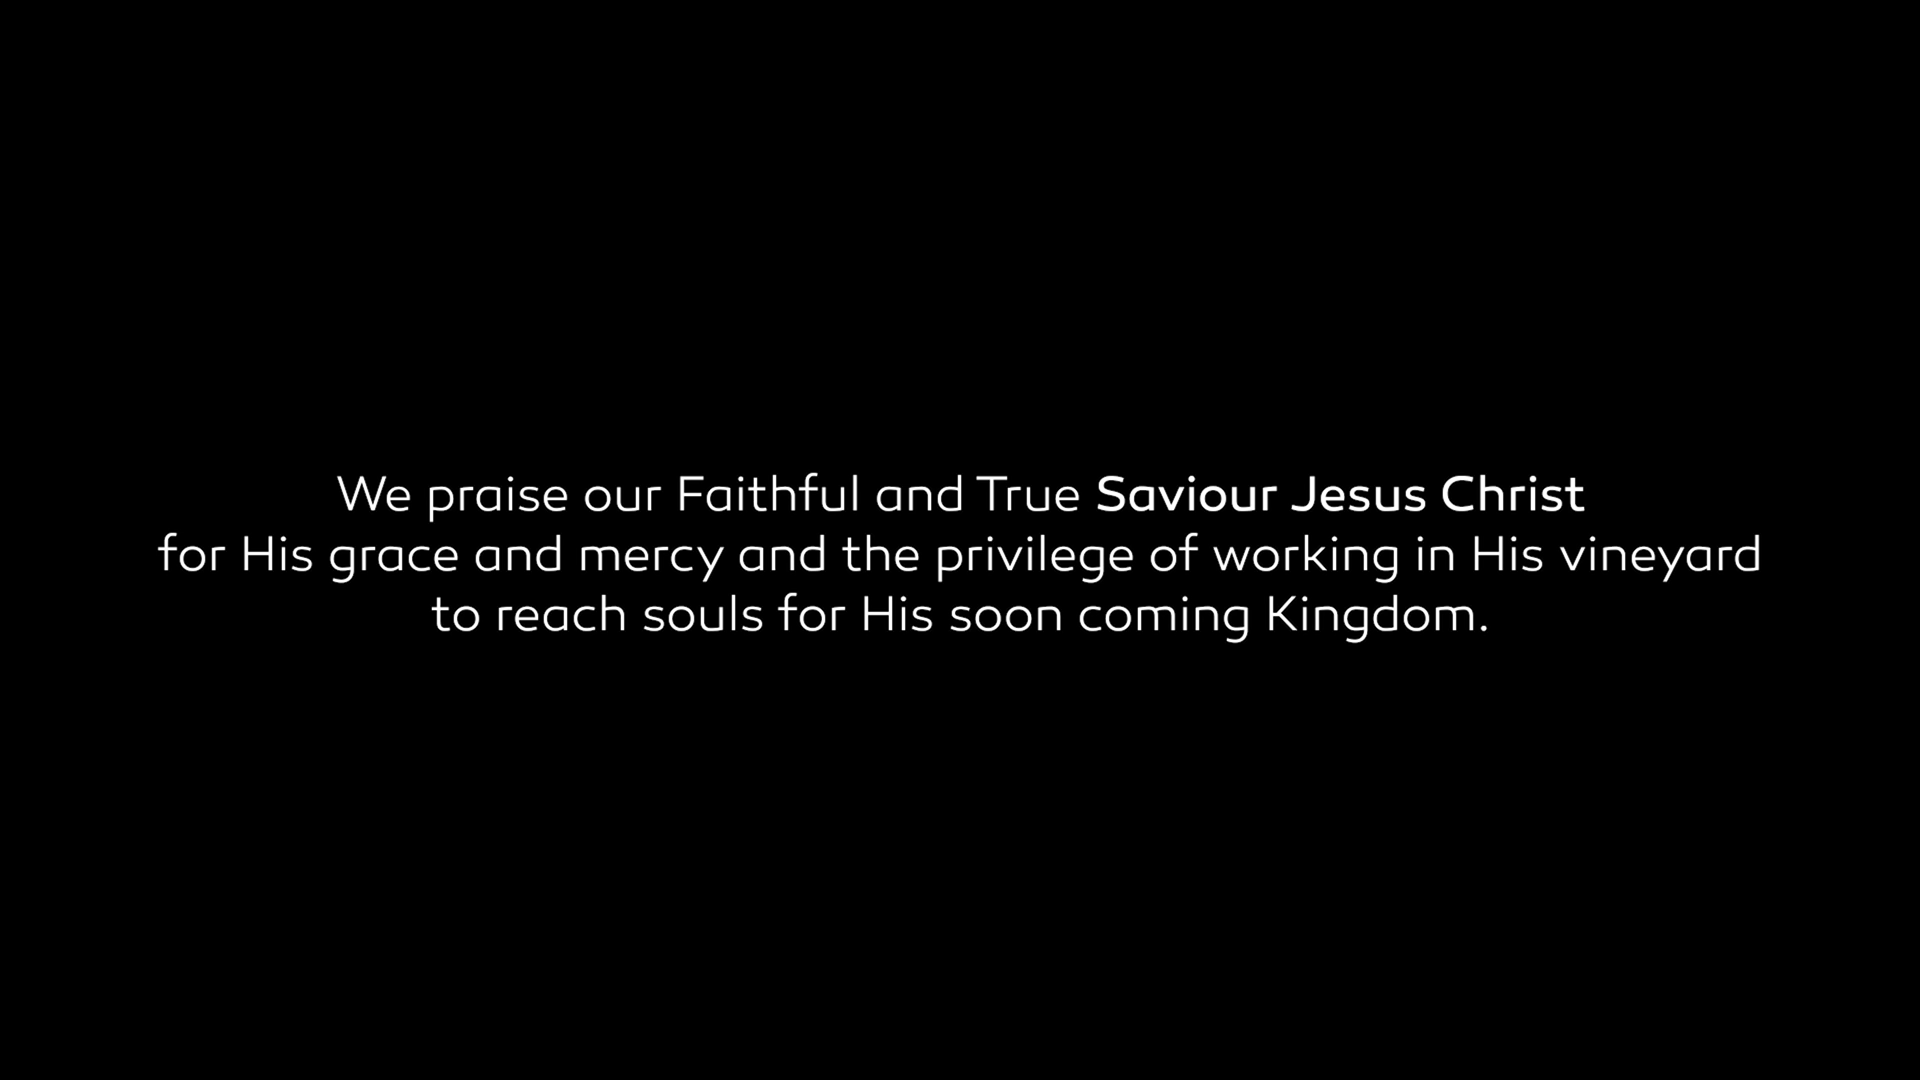 We praise our Faithful and True Saviour Jesus Christ
for His grace and mercy and the privilege of working in His vineyard
to reach souls for His soon coming Kingdom.